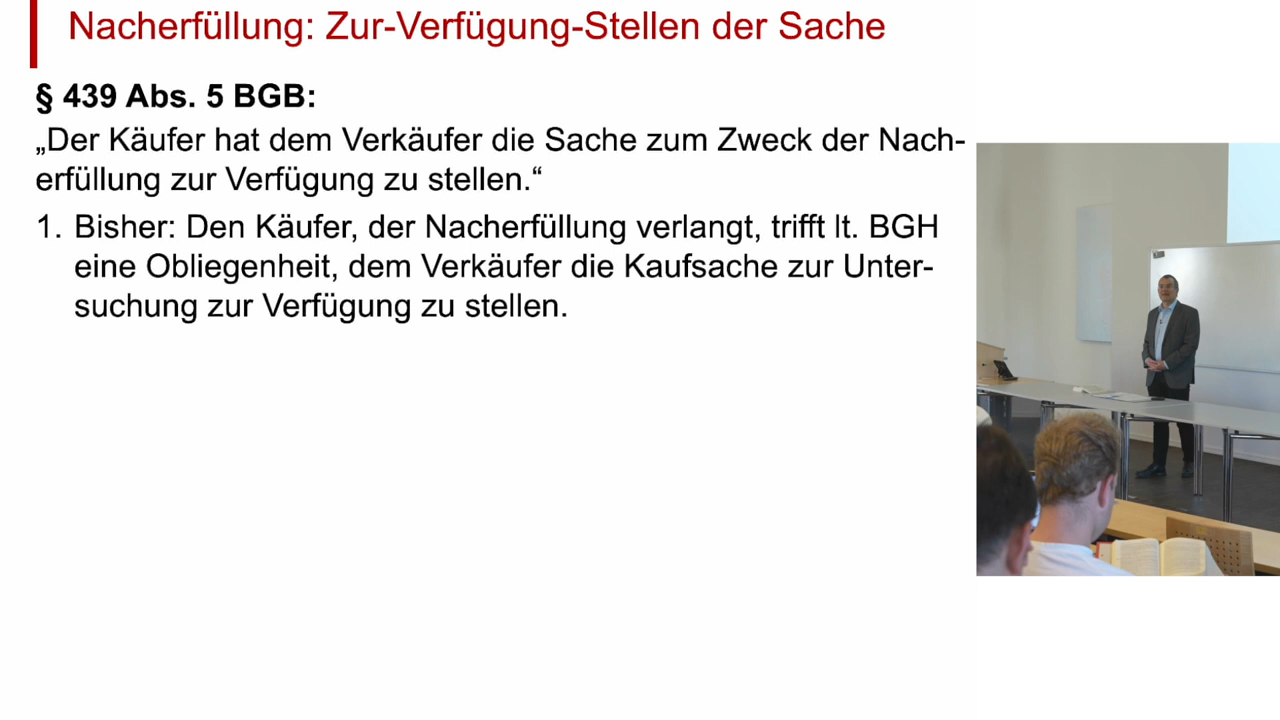 Nacherfüllung: Zur-Verfügung-Stellen der Sache
§ 439 Abs. 5 BGB:
„Der Käufer hat dem Verkäufer die Sache zum Zweck der Nach-
erfüllung zur Verfügung zu stellen.“
1. Bisher: Den Käufer, der Nacherfüllung verlangt, trifft lt. BGH
eine Obliegenheit, dem Verkäufer die Kaufsache zur Unter-
suchung zur Verfügung zu stellen.